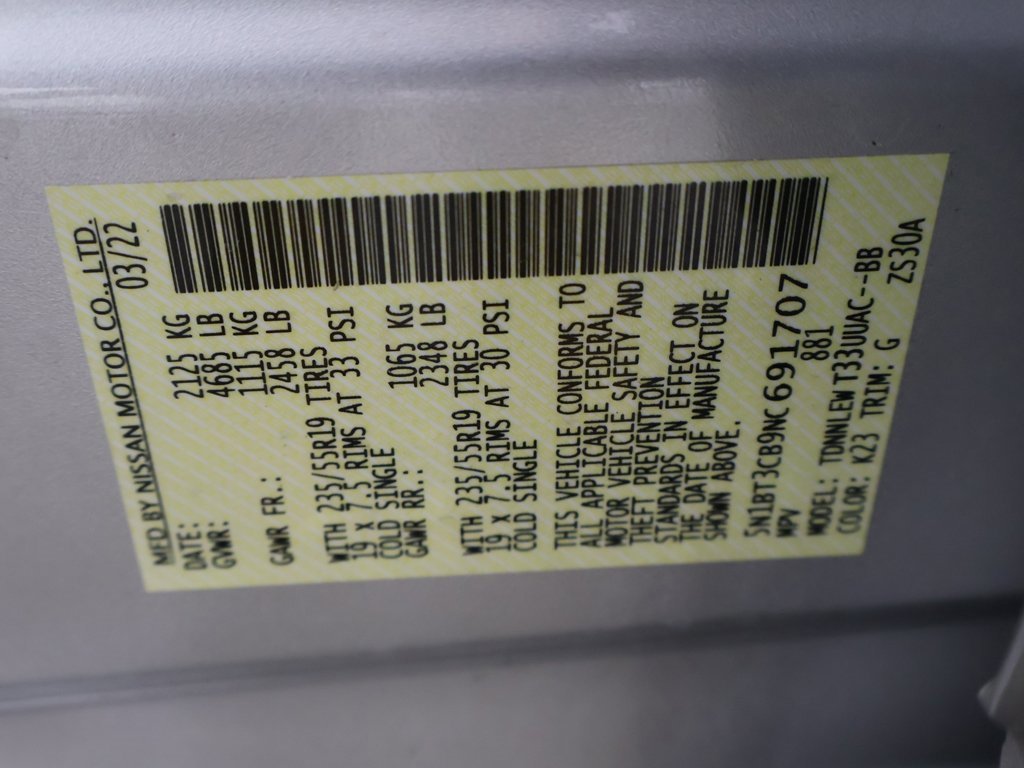 MFD BY NISSAN MOTOR CO., LTD.
DATE: 03/22
GVWR: 2125 KG
4685 LB
GAWR FR.: 1115 KG
2458 LB
WITH 235/55R19 TIRES
19 X 7.5 RIMS AT 33 PSI
COLD SINGLE
GAWR RR.: 1065 KG
2348 LB
WITH 235/55R19 TIRES
19 X 7.5 RIMS AT 30 PSI
COLD SINGLE
THIS VEHICLE CONFORMS TO
ALL APPLICABLE FEDERAL
MOTOR VEHICLE SAFETY AND
THEFT PREVENTION
STANDARDS IN EFFECT ON
THE DATE OF MANUFACTURE
SHOWN ABOVE.
5N1BT3CB9NC691707
MPV 881
MODEL: TDNNLEWT33UUAC--BB
COLOR: K23 TRIM: G ZS30A